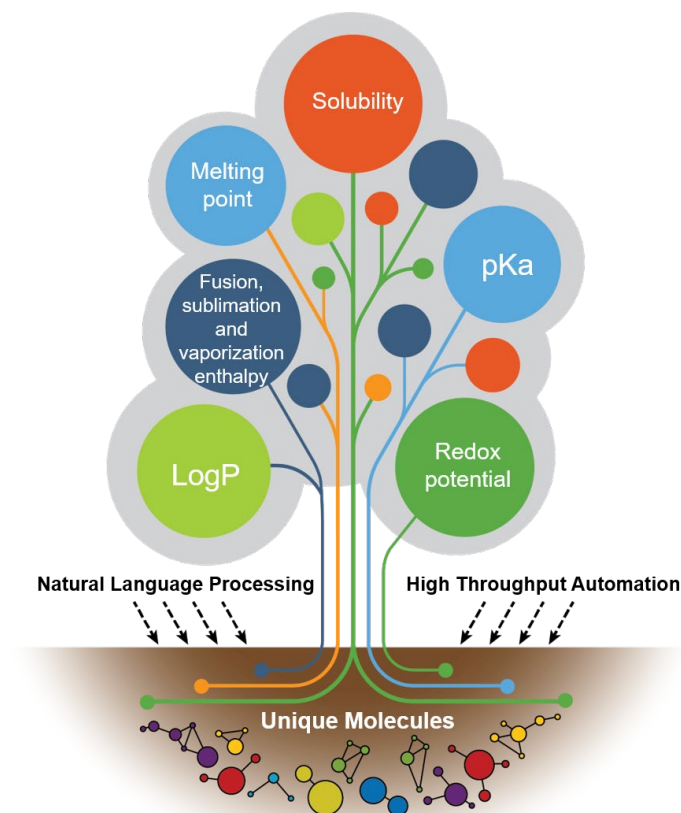 Solubility
Melting
point
pKa
Fusion,
sublimation
and
vaporization
enthalpy
LogP
Redox
potential
Natural Language Processing
High Throughput Automation
Unique Molecules